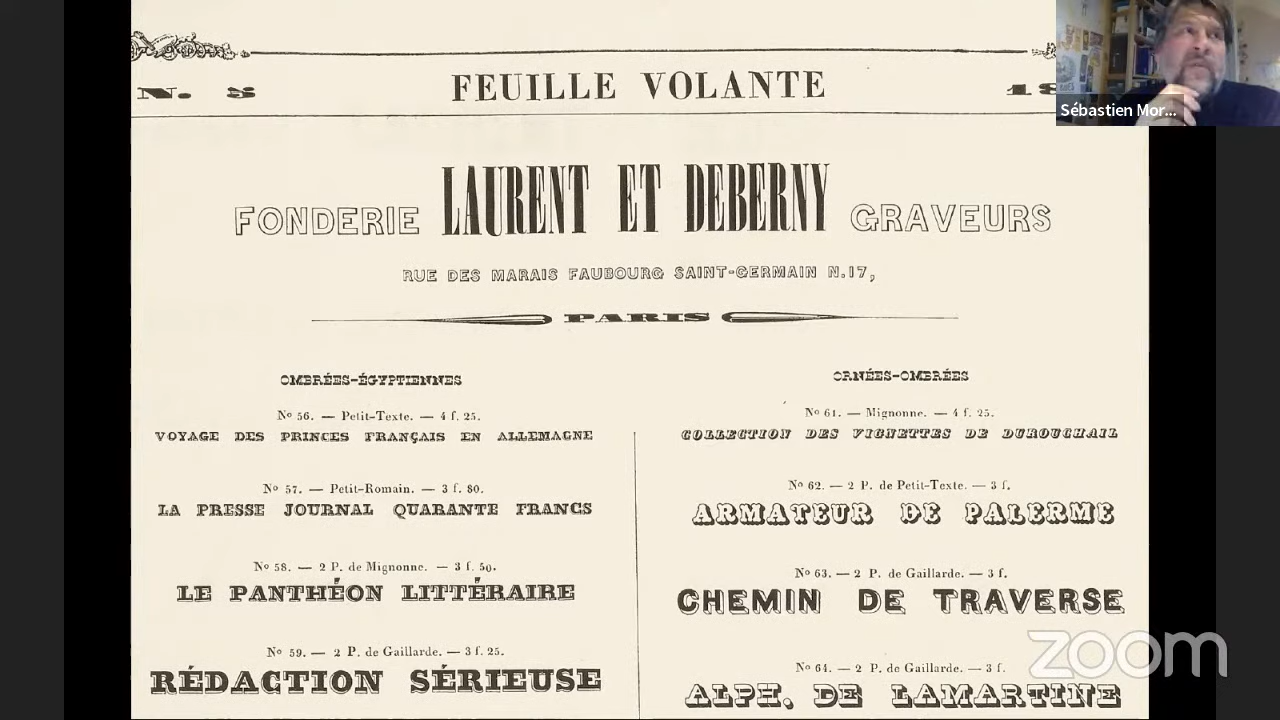 N. 5 FEUILLE VOLANTE 18
FONDERIE LAURENT ET DEBERNY GRAVEURS
RUE DES MARAIS FAUBOURG SAINT-GERMAIN N.17,
PARIS
OMBRÉES-ÉGYPTIENNES
No 56. — Petit-Texte. — 4 f. 25.
VOYAGE DES PRINCES FRANÇAIS EN ALLEMAGNE
No 57. — Petit-Romain. — 3 f. 80.
LA PRESSE JOURNAL QUARANTE FRANCS
No 58. — 2 P. de Mignonne. — 3 f. 50.
LE PANTHÉON LITTÉRAIRE
No 59. — 2 P. de Gaillarde. — 3 f. 25.
RÉDACTION SÉRIEUSE
ORNÉES-OMBRÉES
No 61. — Mignonne. — 4 f. 25.
COLLECTION DES VIGNETTES DE DUROUCHAIL
No 62. — 2 P. de Petit-Texte. — 3 f.
ARMATEUR DE PALERME
No 63. — 2 P. de Gaillarde. — 3 f.
CHEMIN DE TRAVERSE
No 64. — 2 P. de Gaillarde. — 3 f.
ALPH. DE LAMARTINE
Sébastien Mor...
zoom